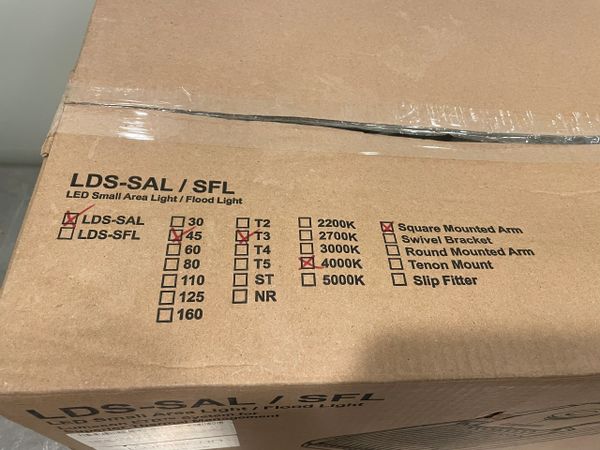 LDS-SAL / SFL
LED Small Area Light / Flood Light
LDS-SAL 30 T2 2200K Square Mounted Arm
LDS-SFL 45 T3 2700K Swivel Bracket
60 T4 3000K Round Mounted Arm
80 T5 4000K Tenon Mount
110 ST 5000K Slip Fitter
125 NR
160
LDS-SAL / SFL
LED Small Area Light / Flood Light